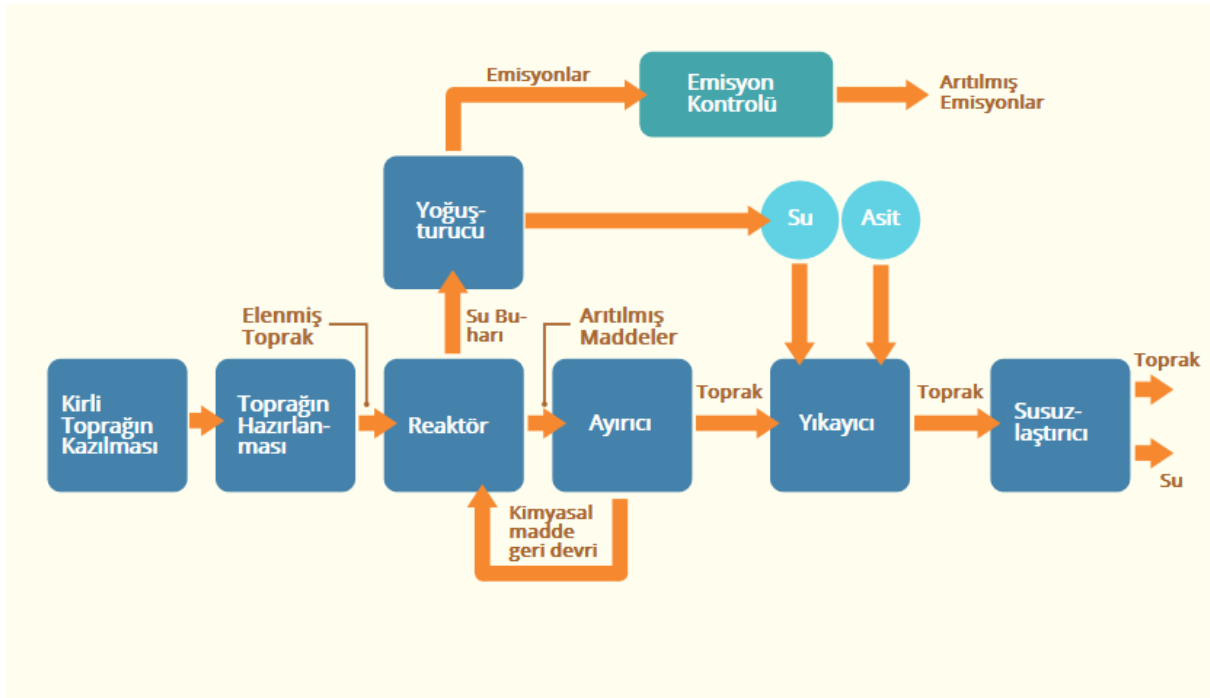 Emisyonlar
Emisyon
Kontrolü
Arıtılmış
Emisyonlar
Yoğuş-
turucu
Su
Asit
Elenmiş
Toprak
Su Bu-
harı
Arıtılmış
Maddeler
Kirli
Toprağın
Kazılması
Toprağın
Hazırlan-
ması
Reaktör
Ayırıcı
Toprak
Yıkayıcı
Toprak
Susuz-
laştırıcı
Toprak
Su
Kimyasal
madde
geri devri